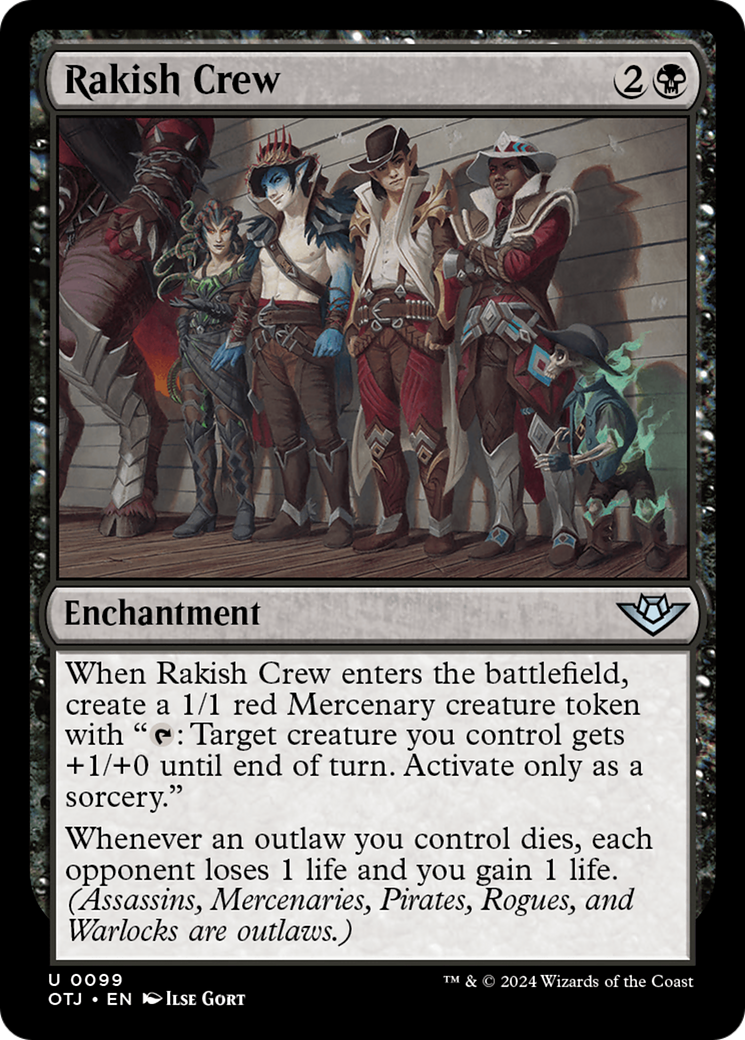 Rakish Crew 2
Enchantment
When Rakish Crew enters the battlefield,
create a 1/1 red Mercenary creature token
with “: Target creature you control gets
+1/+0 until end of turn. Activate only as a
sorcery.”
Whenever an outlaw you control dies, each
opponent loses 1 life and you gain 1 life.
(Assassins, Mercenaries, Pirates, Rogues, and
Warlocks are outlaws.)
U 0099 ™ & © 2024 Wizards of the Coast
OTJ • EN Ilse Gort